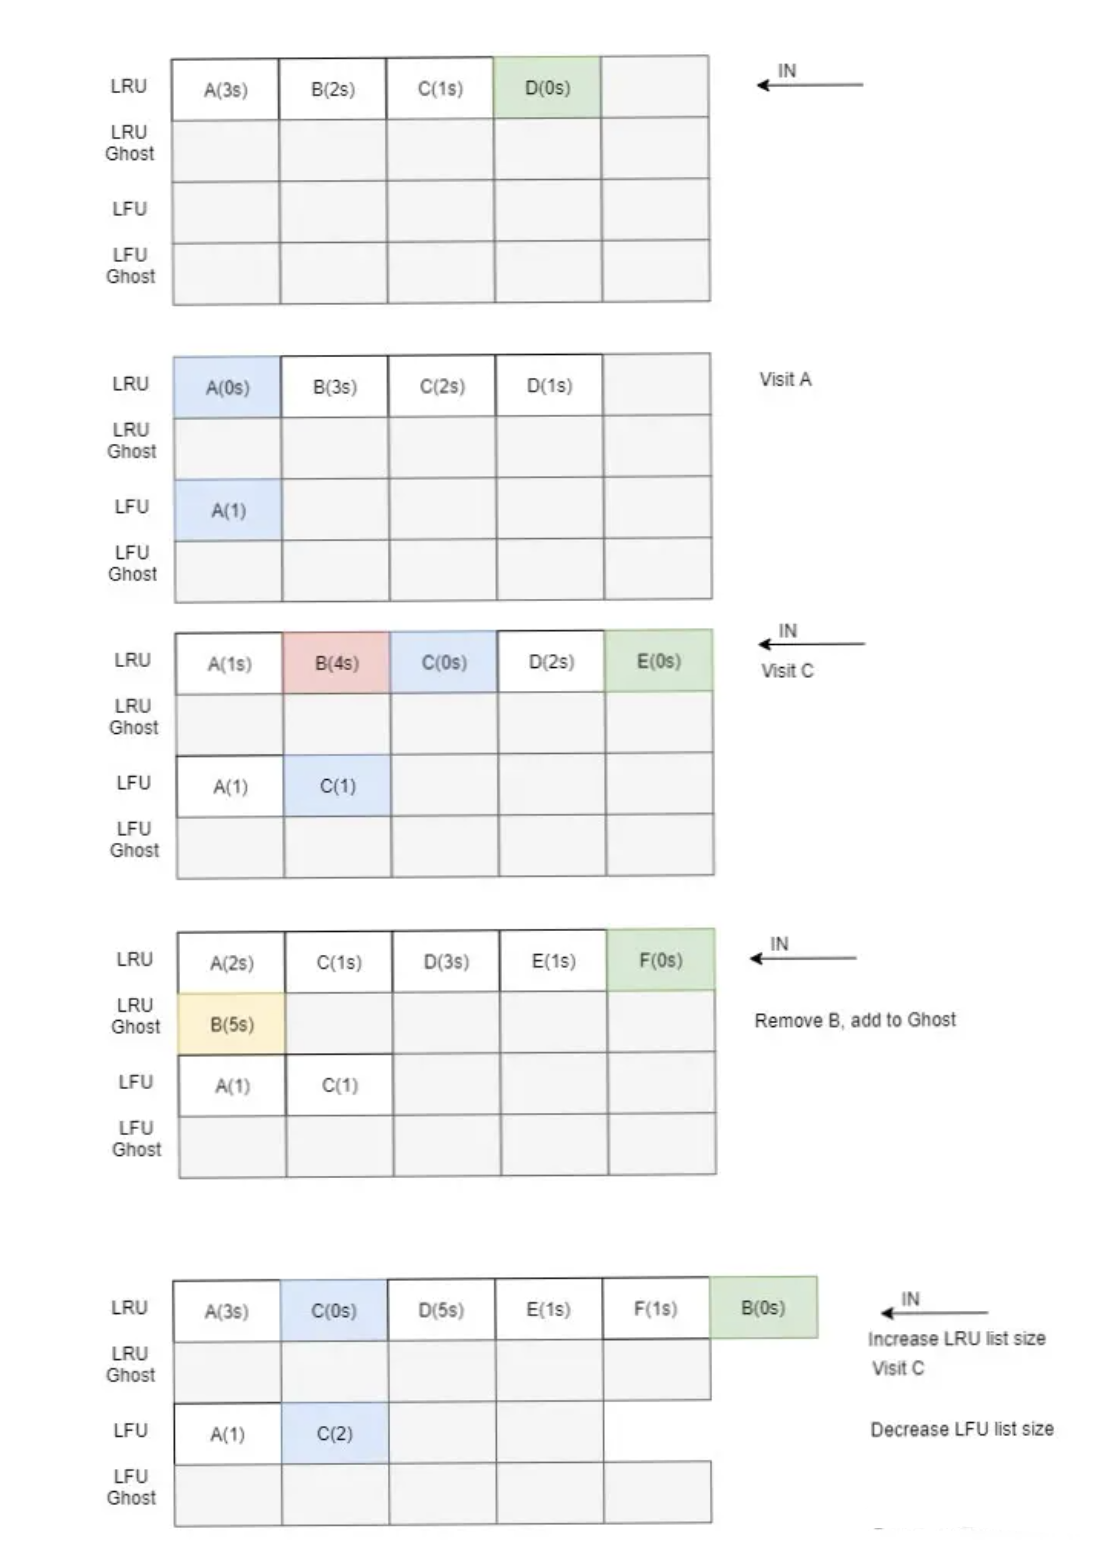 LRU A(3s) B(2s) C(1s) D(0s) IN
LRU
Ghost
LFU
LFU
Ghost
LRU A(0s) B(3s) C(2s) D(1s) Visit A
LRU
Ghost
LFU A(1)
LFU
Ghost
IN
LRU A(1s) B(4s) C(0s) D(2s) E(0s) Visit C
LRU
Ghost
LFU A(1) C(1)
LFU
Ghost
IN
LRU A(2s) C(1s) D(3s) E(1s) F(0s)
LRU
Ghost B(5s) Remove B, add to Ghost
LFU A(1) C(1)
LFU
Ghost
IN
LRU A(3s) C(0s) D(5s) E(1s) F(1s) B(0s)
Increase LRU list size
LRU
Ghost Visit C
LFU A(1) C(2) Decrease LFU list size
LFU
Ghost